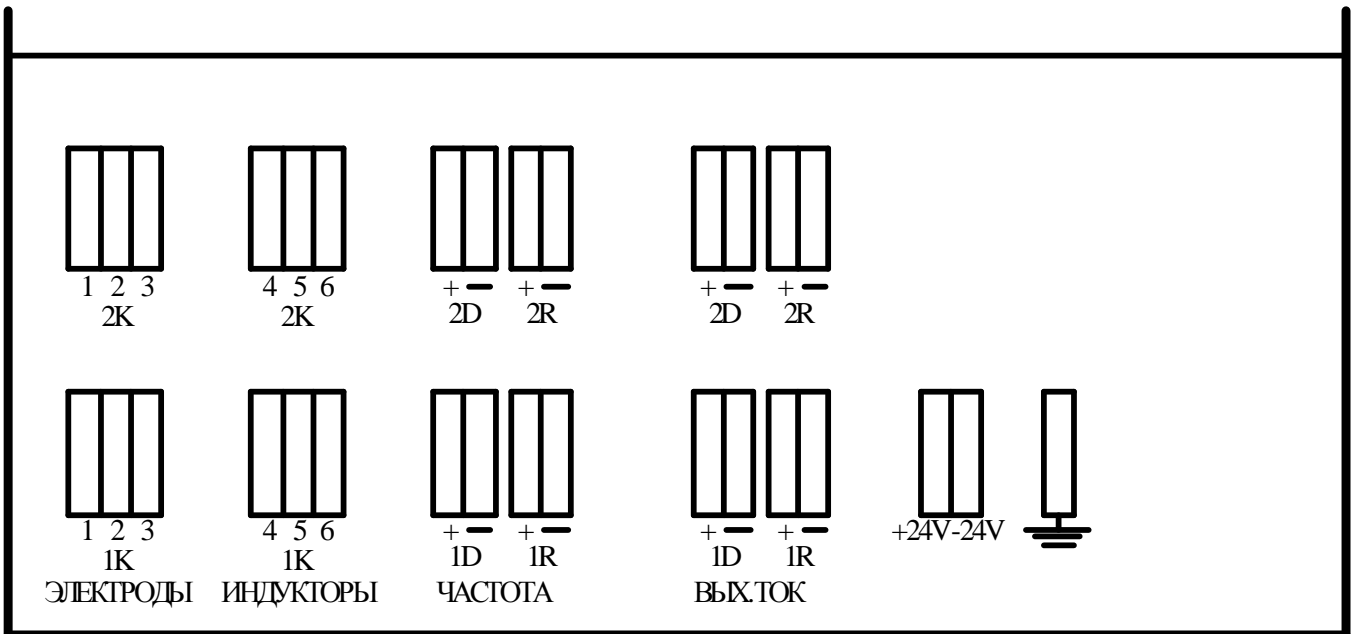 1 2 3 4 5 6 + − + − + − + −
2K 2K 2D 2R 2D 2R
1 2 3 4 5 6 + − + − + − + − +24V-24V
1K 1K 1D 1R 1D 1R
ЭЛЕКТРОДЫ ИНДУКТОРЫ ЧАСТОТА ВЫХ.ТОК